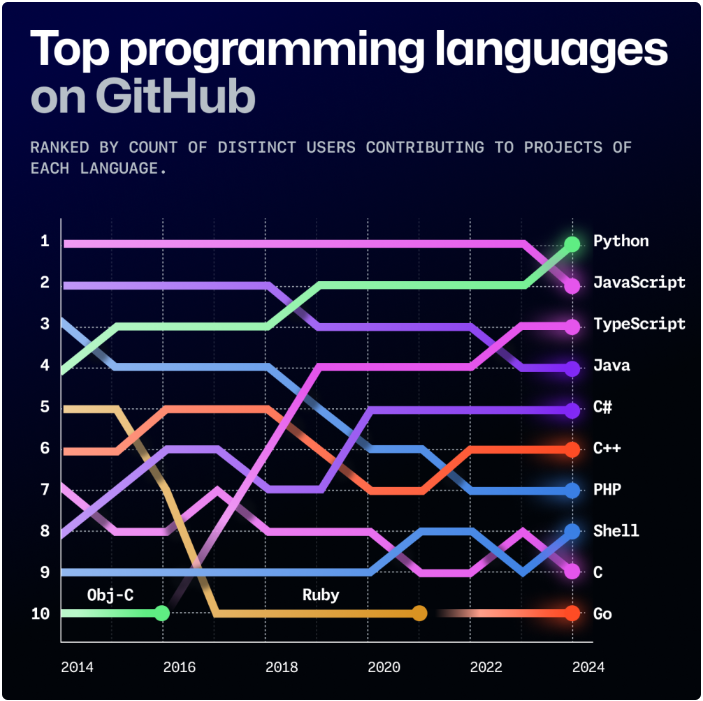 Top programming languages
on GitHub
RANKED BY COUNT OF DISTINCT USERS CONTRIBUTING TO PROJECTS OF
EACH LANGUAGE.
1 Python
2 JavaScript
3 TypeScript
4 Java
5 C#
6 C++
7 PHP
8 Shell
9 C
Obj-C Ruby
10 Go
2014 2016 2018 2020 2022 2024